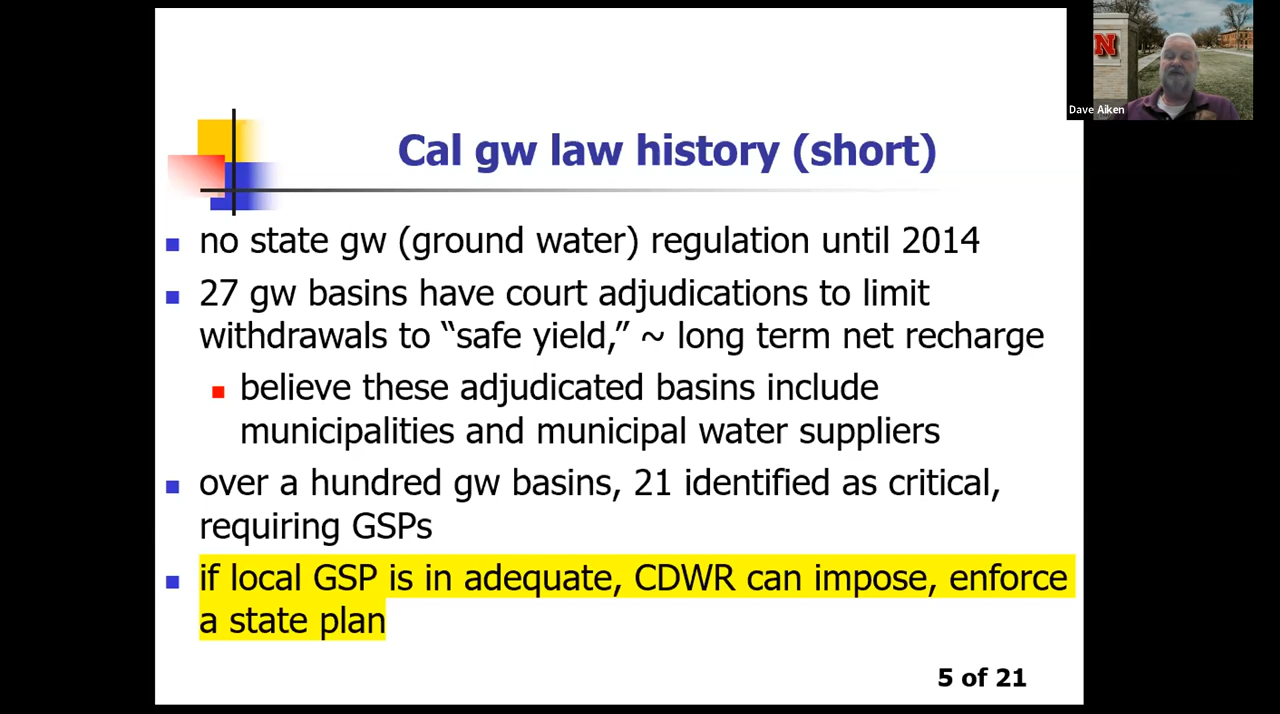 Cal gw law history (short)
no state gw (ground water) regulation until 2014
27 gw basins have court adjudications to limit
withdrawals to “safe yield,” ~ long term net recharge
believe these adjudicated basins include
municipalities and municipal water suppliers
over a hundred gw basins, 21 identified as critical,
requiring GSPs
if local GSP is in adequate, CDWR can impose, enforce
a state plan
5 of 21
N
Dave Aiken